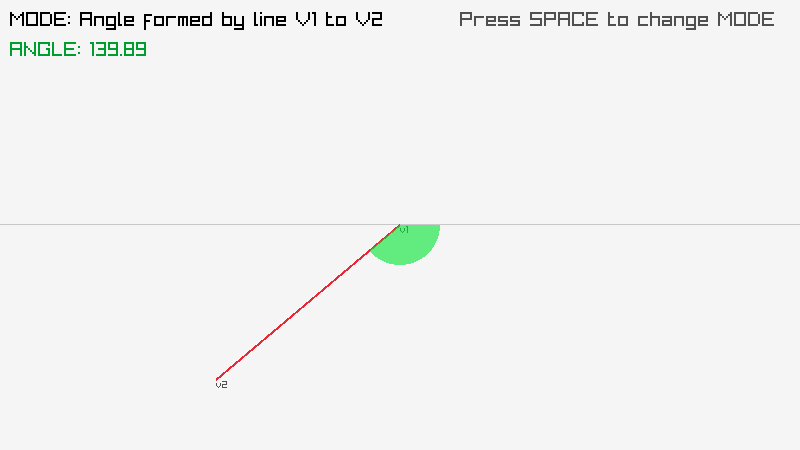 MODE: Angle formed by line V1 to V2
Press SPACE to change MODE
ANGLE: 139.89
v1
v2